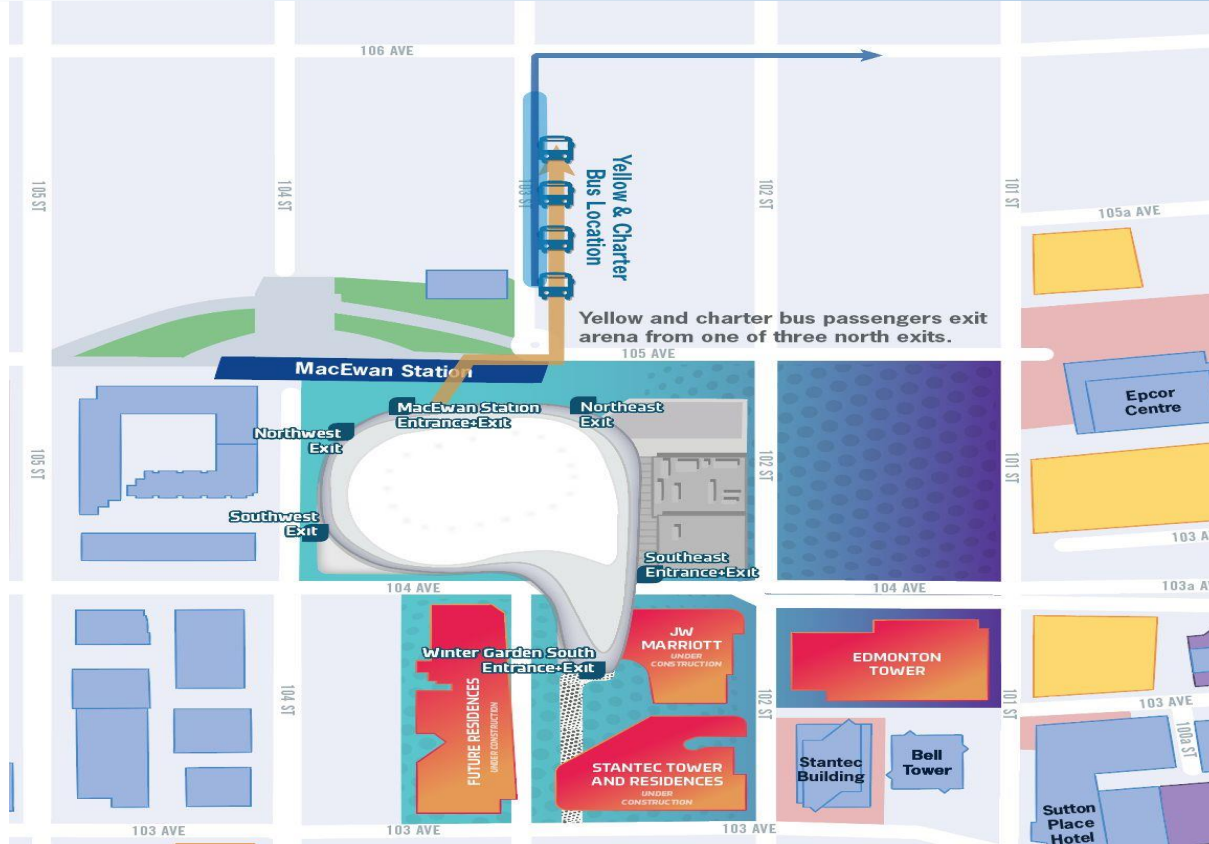 106 AVE
105 ST
104 ST
103 ST
Yellow & Charter
Bus Location
102 ST
101 ST
105a AVE
Yellow and charter bus passengers exit
arena from one of three north exits.
105 AVE
MacEwan Station
Epcor
Centre
MacEwan Station
Entrance+Exit
Northeast
Exit
Northwest
Exit
105 ST
102 ST
101 ST
Southwest
Exit
103 A
Southeast
Entrance+Exit
104 AVE
104 AVE
103a A
JW
MARRIOTT
UNDER
CONSTRUCTION
Winter Garden South
Entrance+Exit
EDMONTON
TOWER
104 ST
FUTURE RESIDENCES
UNDER CONSTRUCTION
102 ST
101 ST
103 AVE
100a ST
STANTEC TOWER
AND RESIDENCES
UNDER
CONSTRUCTION
Stantec
Building
Bell
Tower
Sutton
Place
Hotel
103 AVE
103 AVE
103 AVE